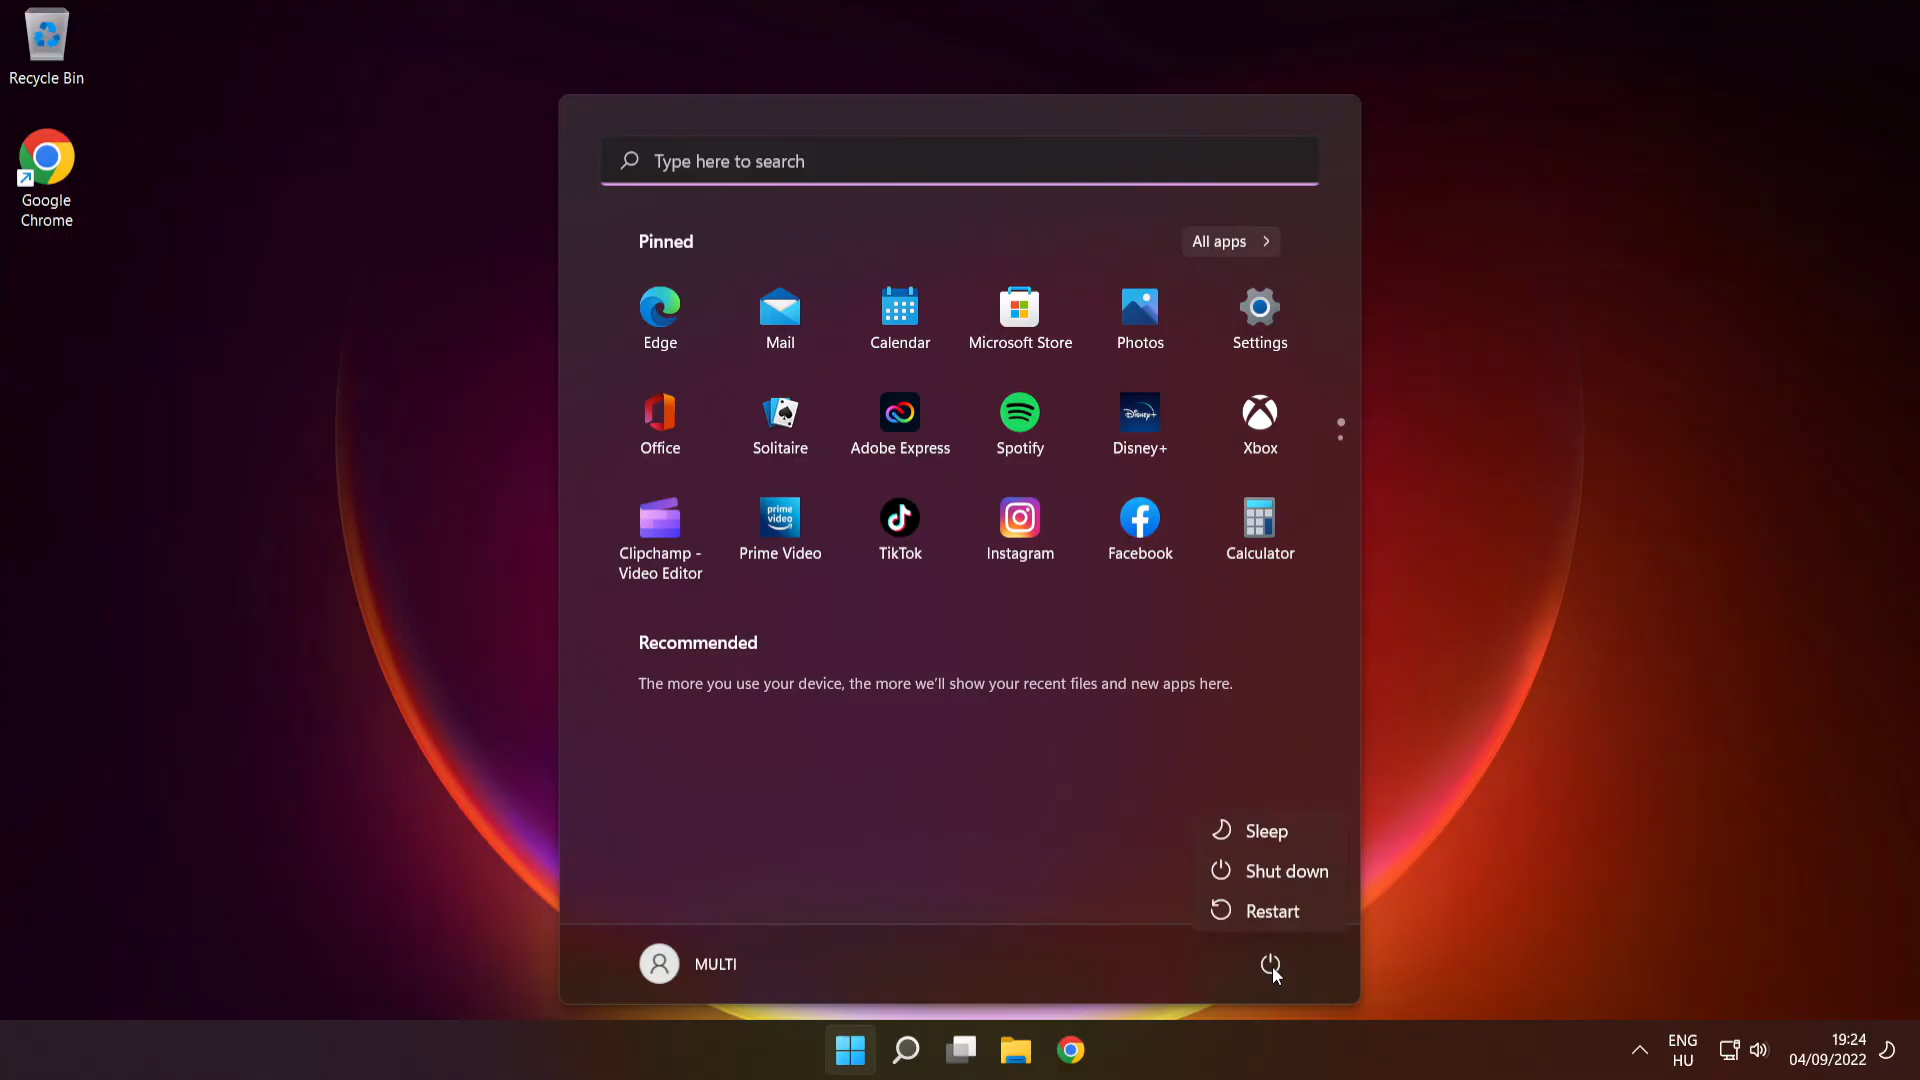 Recycle Bin
Google
Chrome
Type here to search
Pinned
All apps
Edge
Mail
Calendar
Microsoft Store
Photos
Settings
Office
Solitaire
Adobe Express
Disney+
Spotify
Disney+
Xbox
prime
video
Clipchamp -
Video Editor
Prime Video
TikTok
Instagram
Facebook
Calculator
Recommended
The more you use your device, the more we'll show your recent files and new apps here.
Sleep
Shut down
Restart
MULTI
ENG
HU
19:24
04/09/2022